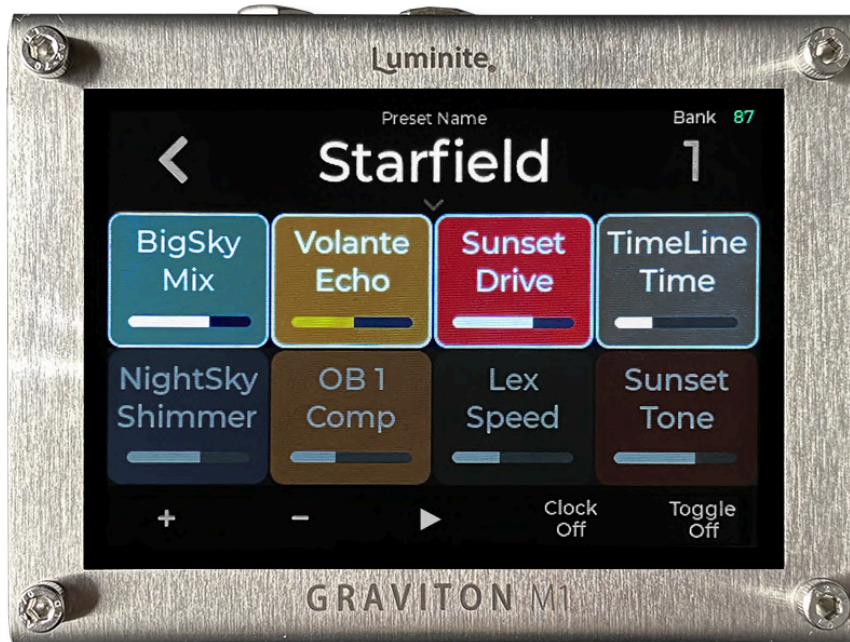 Luminite®
Preset Name
Bank 87
Starfield
1
BigSky
Mix
Volante
Echo
Sunset
Drive
TimeLine
Time
NightSky
Shimmer
OB 1
Comp
Lex
Speed
Sunset
Tone
+
−
Clock
Off
Toggle
Off
GRAVITON M1